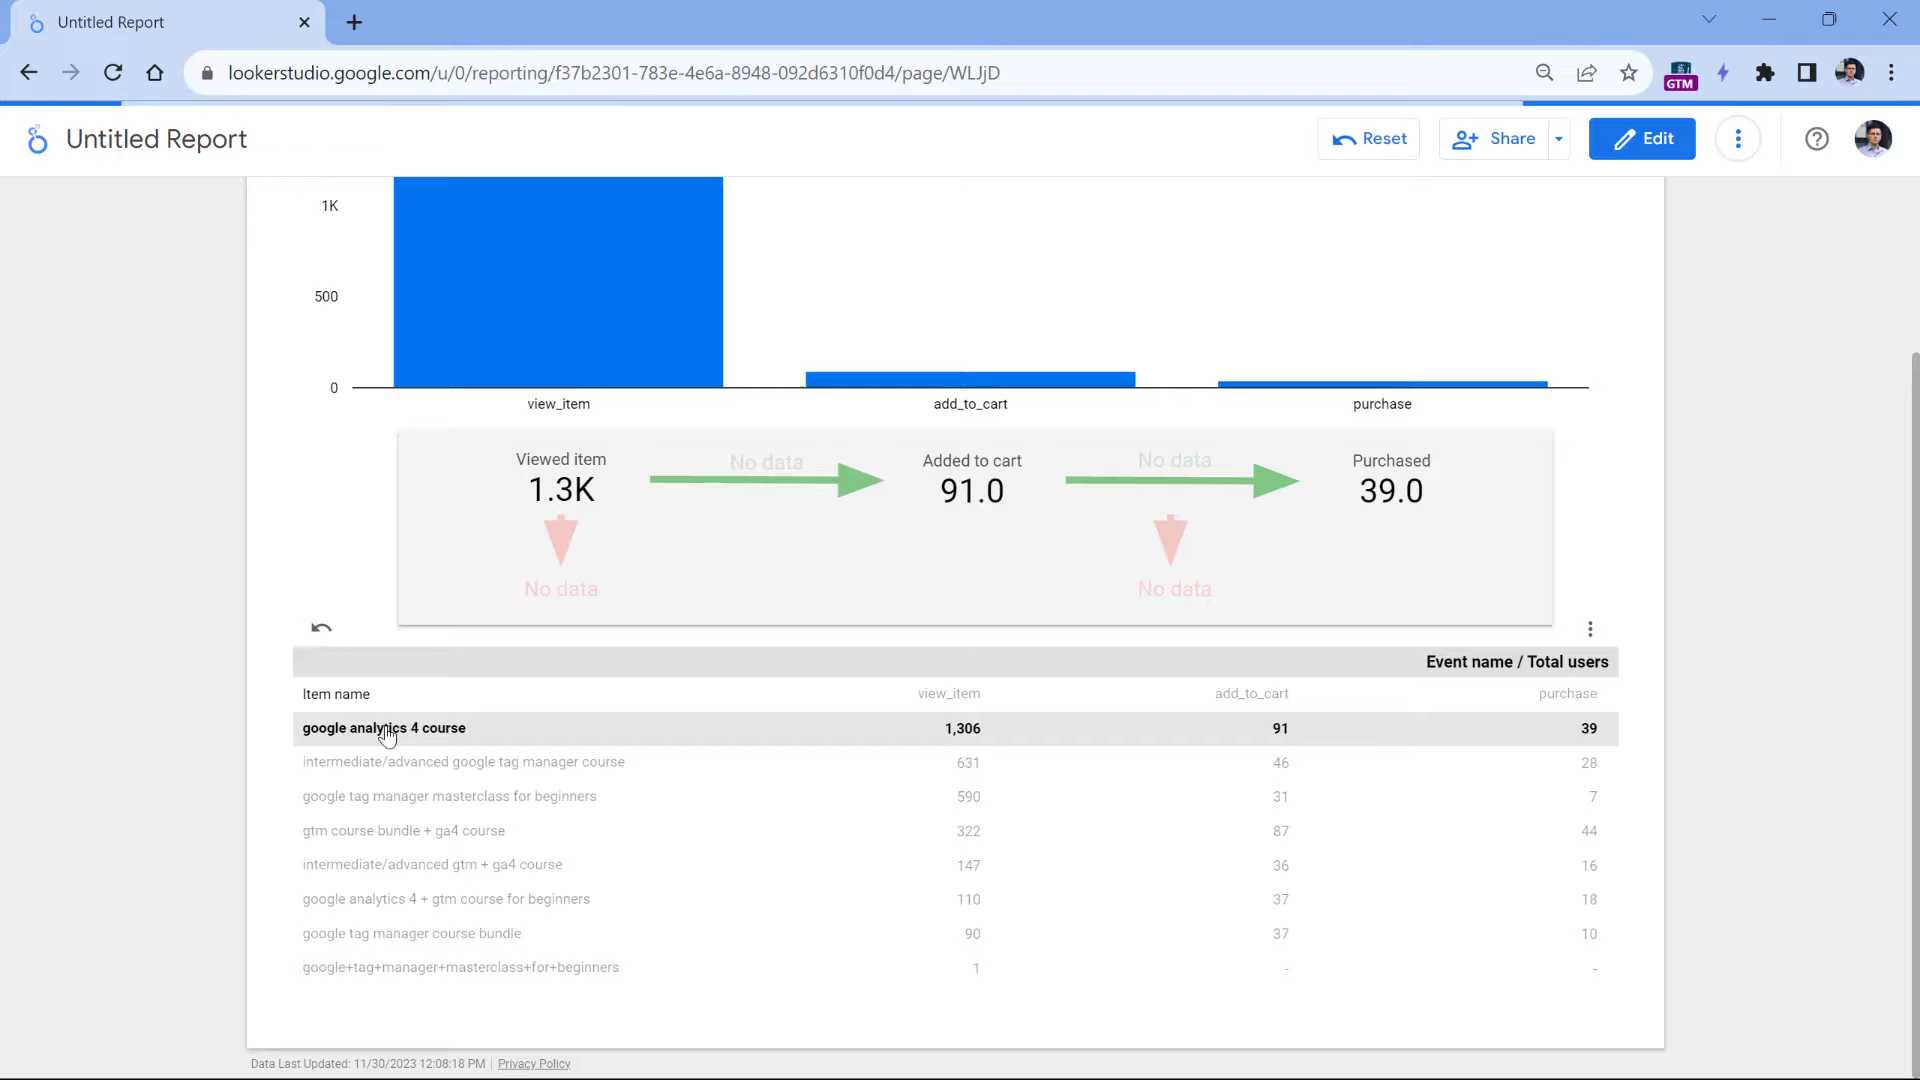 Untitled Report
lookerstudio.google.com/u/0/reporting/f37b2301-783e-4e6a-8948-092d6310f0d4/page/WLJjD
GTM
Untitled Report
Reset
Share
Edit
1K
500
0
view_item
add_to_cart
purchase
Viewed item
No data
Added to cart
No data
Purchased
1.3K
91.0
39.0
No data
No data
Event name / Total users
Item name view_item add_to_cart purchase
google analytics 4 course 1,306 91 39
intermediate/advanced google tag manager course 631 46 28
google tag manager masterclass for beginners 590 31 7
gtm course bundle + ga4 course 322 87 44
intermediate/advanced gtm + ga4 course 147 36 16
google analytics 4 + gtm course for beginners 110 37 18
google tag manager course bundle 90 37 10
google+tag+manager+masterclass+for+beginners 1 - -
Data Last Updated: 11/30/2023 12:08:18 PM Privacy Policy